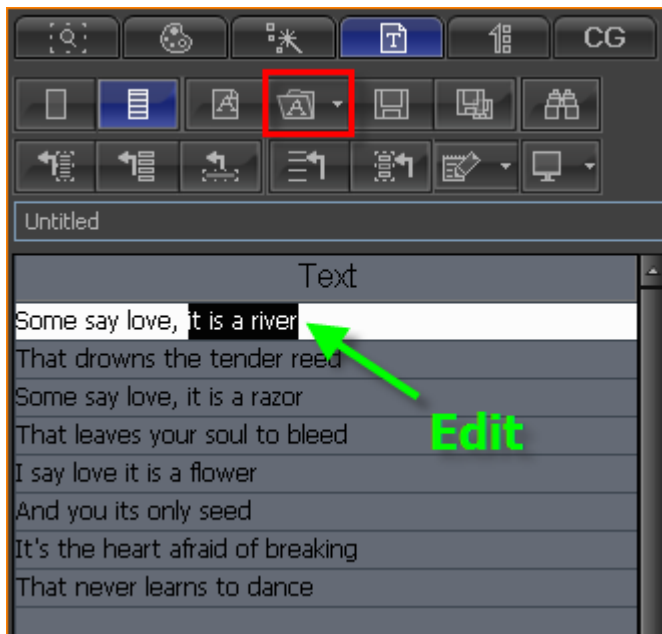 CG
Untitled
Text
Some say love, it is a river
That drowns the tender reed
Some say love, it is a razor
That leaves your soul to bleed
Edit
I say love it is a flower
And you its only seed
It's the heart afraid of breaking
That never learns to dance